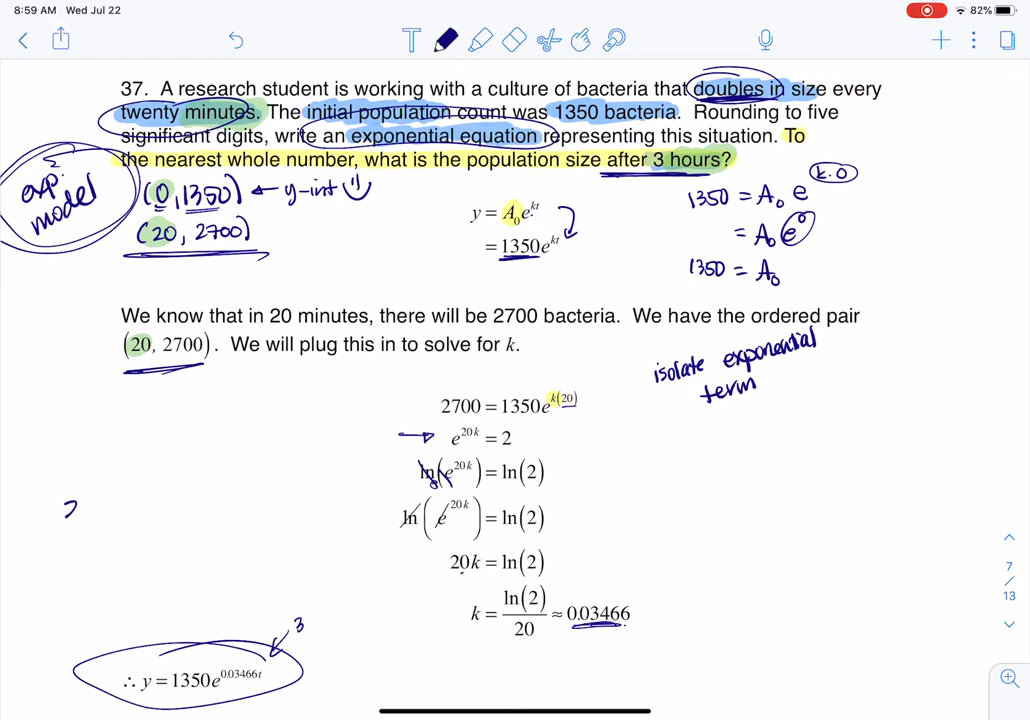 8:59 AM Wed Jul 22
82%
37. A research student is working with a culture of bacteria that doubles in size every
twenty minutes. The initial population count was 1350 bacteria. Rounding to five
significant digits, write an exponential equation representing this situation. To
the nearest whole number, what is the population size after 3 hours?
exp.
model
(0, 1350) ← y-int
(20, 2700)
y = A₀e^{kt}
= 1350e^{kt}
1350 = A₀ e^{k·0}
= A₀ e⁰
1350 = A₀
We know that in 20 minutes, there will be 2700 bacteria. We have the ordered pair
(20, 2700). We will plug this in to solve for k.
isolate exponential
term
2700 = 1350e^{k(20)}
→ e^{20k} = 2
ln(e^{20k}) = ln(2)
ln(e^{20k}) = ln(2)
20k = ln(2)
k = ln(2)/20 ≈ 0.03466
3
∴ y = 1350e^{0.03466t}
7
/
13